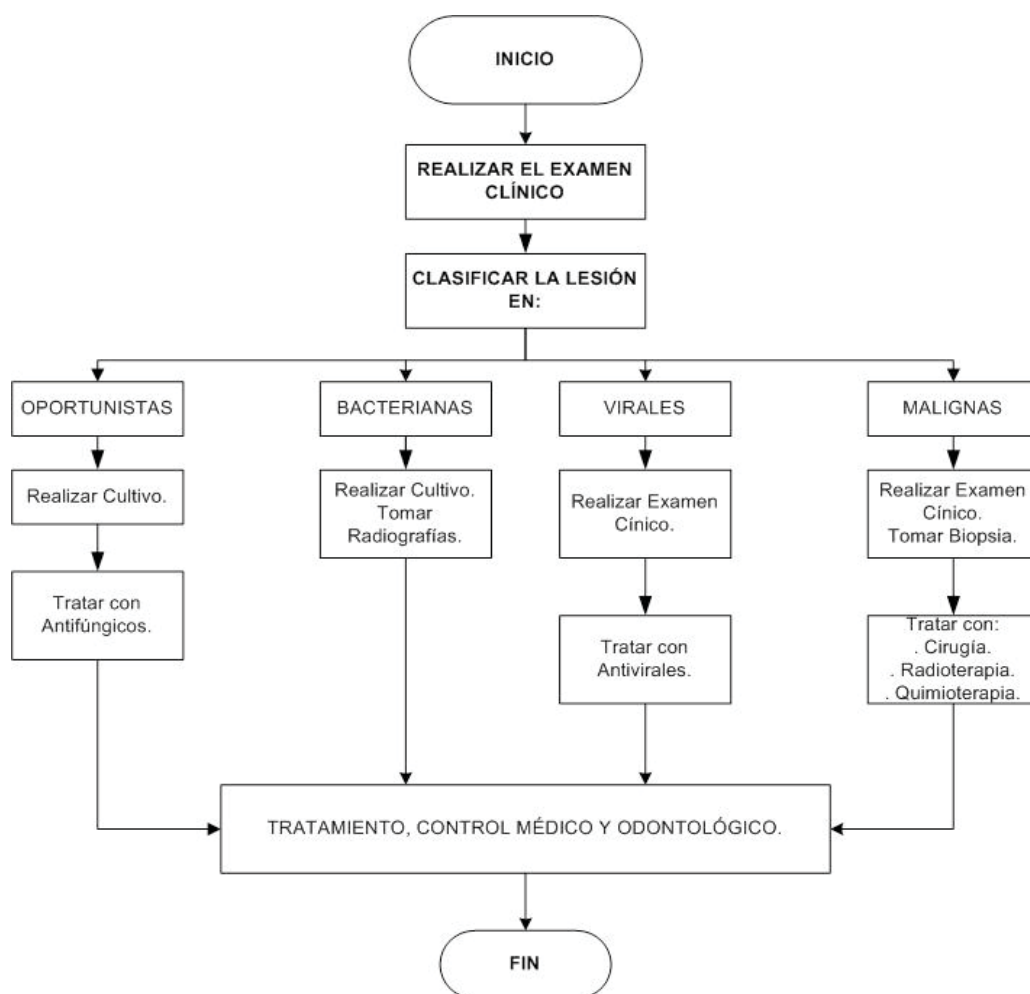 INICIO
REALIZAR EL EXAMEN
CLÍNICO
CLASIFICAR LA LESIÓN
EN:
OPORTUNISTAS
BACTERIANAS
VIRALES
MALIGNAS
Realizar Cultivo.
Realizar Cultivo.
Tomar
Radiografías.
Realizar Examen
Cínico.
Realizar Examen
Cínico.
Tomar Biopsia.
Tratar con
Antifúngicos.
Tratar con
Antivirales.
Tratar con:
. Cirugía.
. Radioterapia.
. Quimioterapia.
TRATAMIENTO, CONTROL MÉDICO Y ODONTOLÓGICO.
FIN